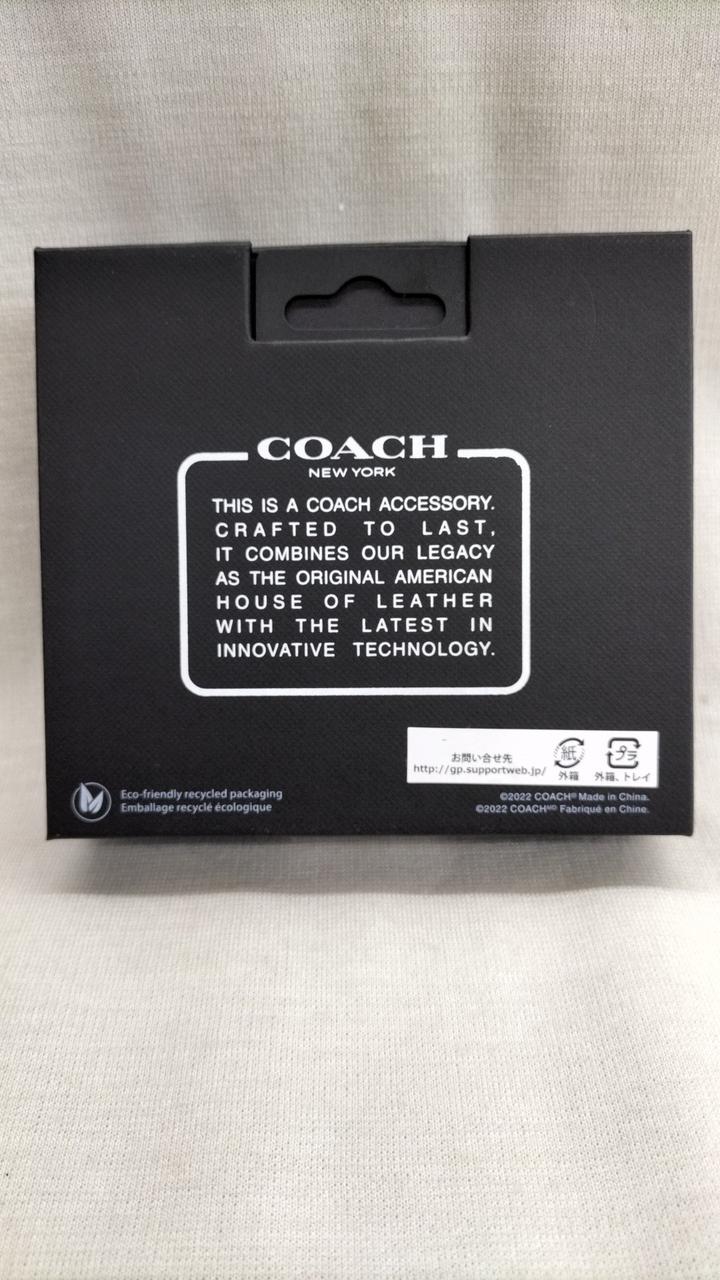 COACH
NEW YORK
THIS IS A COACH ACCESSORY.
CRAFTED TO LAST,
IT COMBINES OUR LEGACY
AS THE ORIGINAL AMERICAN
HOUSE OF LEATHER
WITH THE LATEST IN
INNOVATIVE TECHNOLOGY.
お問い合せ先
http://gp.supportweb.jp/
紙
外箱
プラ
外箱、トレイ
Eco-friendly recycled packaging
Emballage recyclé écologique
©2022 COACH® Made in China.
©2022 COACHᴹᴰ Fabriqué en Chine.